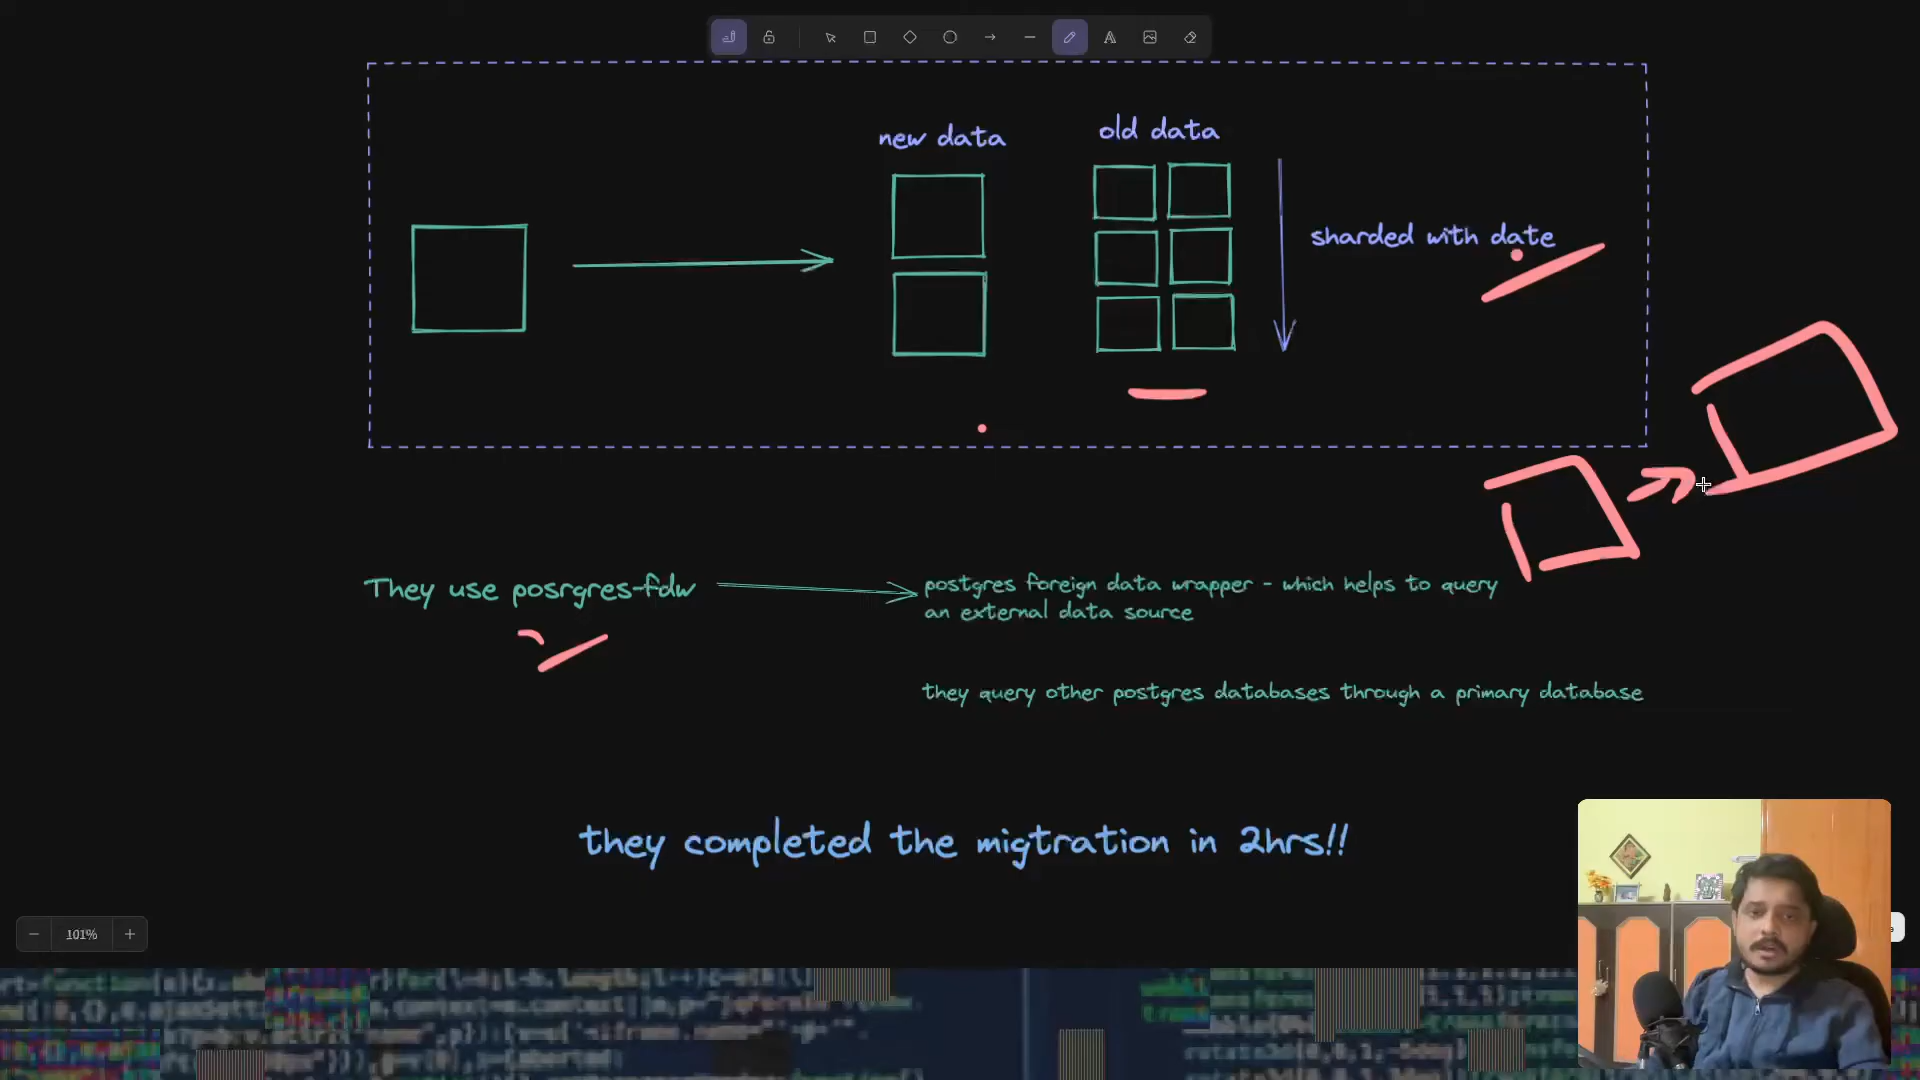 new data
old data
sharded with date
They use posrgres-fdw
postgres foreign data wrapper - which helps to query
an external data source
they query other postgres databases through a primary database
they completed the migtration in 2hrs!!
101%